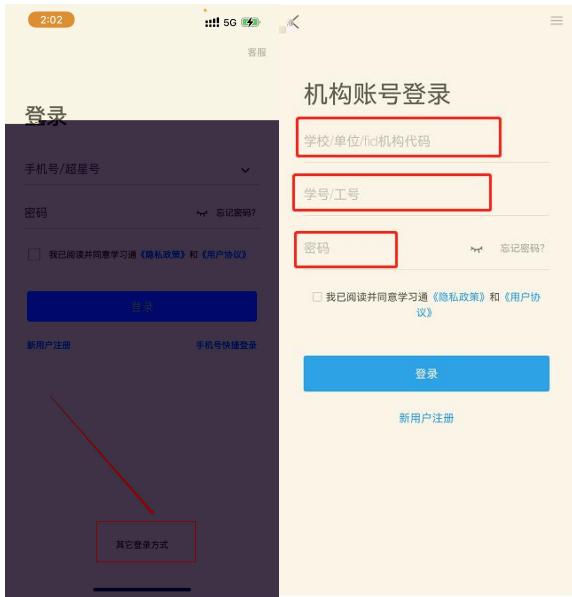 2:02
5G
客服
登录
手机号/超星号
密码
忘记密码?
我已阅读并同意学习通《隐私政策》和《用户协议》
登录
新用户注册
手机号快捷登录
其它登录方式
机构账号登录
学校/单位/fid机构代码
学号/工号
密码
忘记密码?
我已阅读并同意学习通《隐私政策》和《用户协
议》
登录
新用户注册